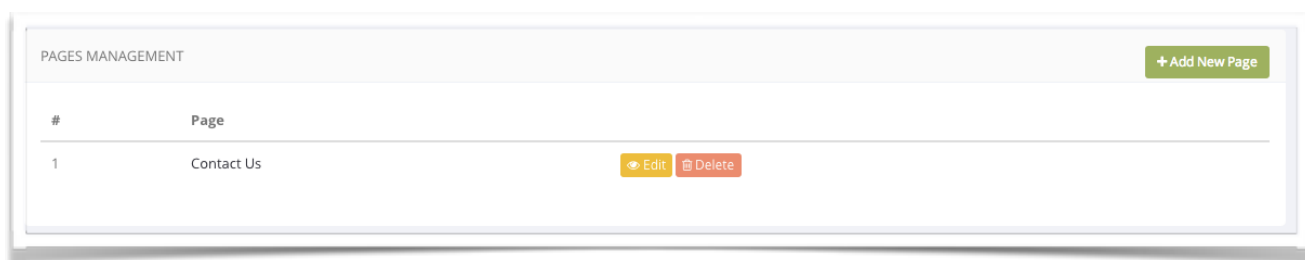 PAGES MANAGEMENT
+ Add New Page
# Page
1 Contact Us Edit Delete